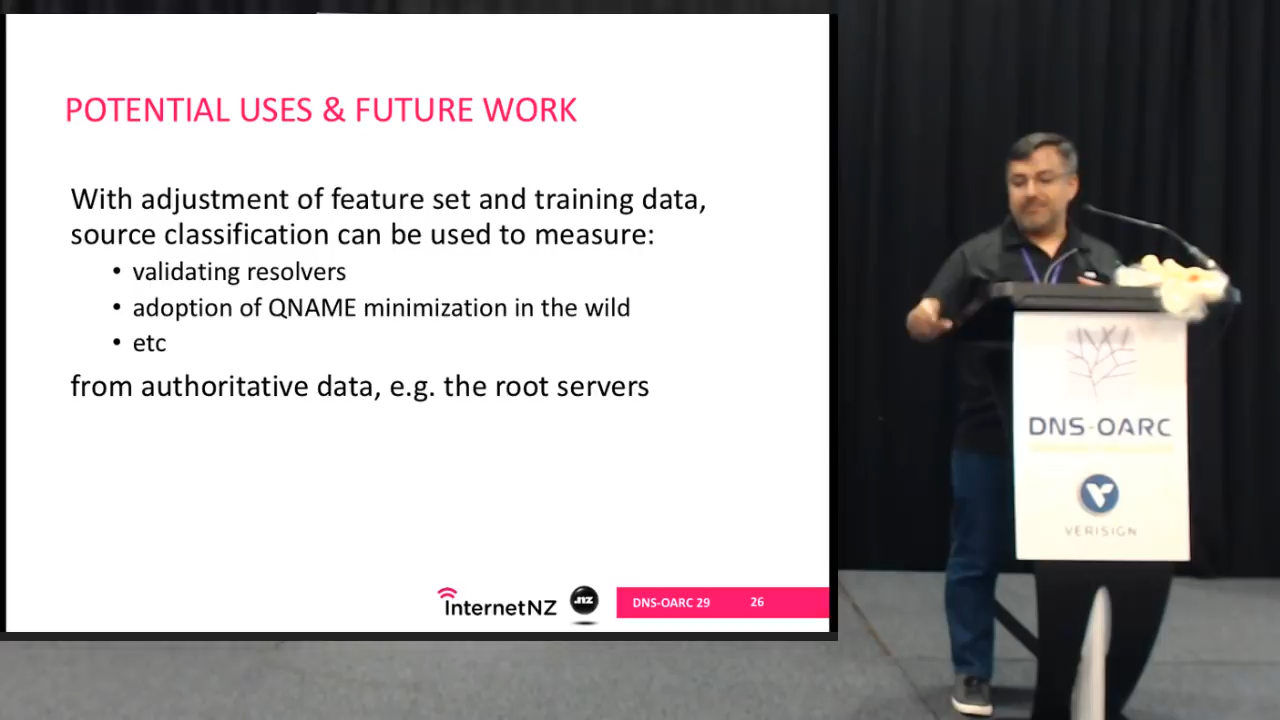 POTENTIAL USES & FUTURE WORK
With adjustment of feature set and training data,
source classification can be used to measure:
• validating resolvers
• adoption of QNAME minimization in the wild
• etc
from authoritative data, e.g. the root servers
InternetNZ
.nz
DNS-OARC 29
26
DNS-OARC
VERISIGN